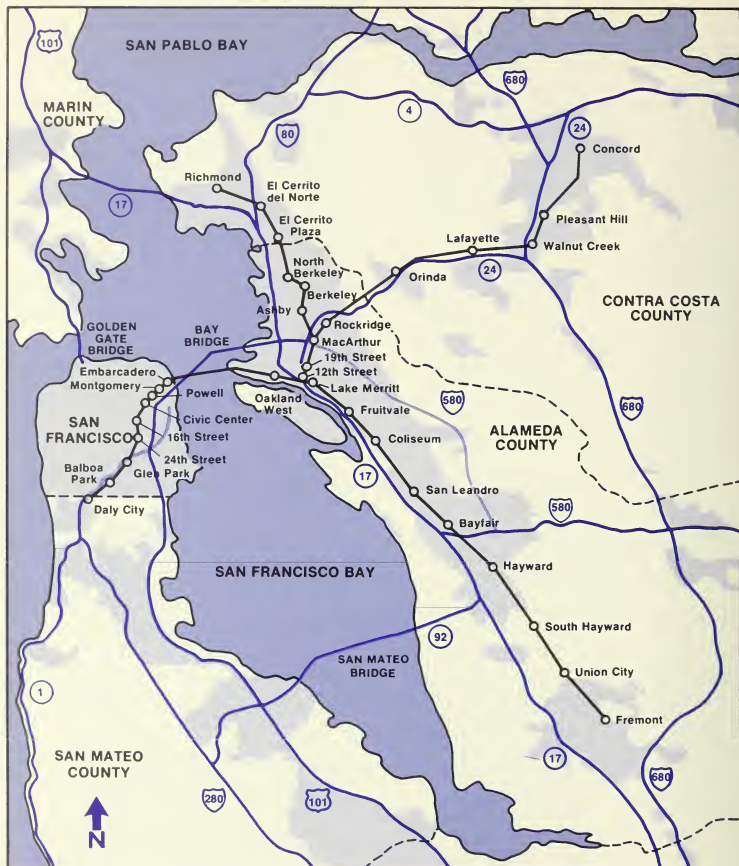 101
SAN PABLO BAY
680
MARIN
COUNTY
80
4
24
Concord
Richmond
El Cerrito
del Norte
17
El Cerrito
Plaza
Pleasant Hill
Lafayette
Walnut Creek
North
Berkeley
24
Orinda
Berkeley
Ashby
CONTRA COSTA
COUNTY
GOLDEN
GATE
BRIDGE
BAY
BRIDGE
Rockridge
MacArthur
19th Street
12th Street
Embarcadero
Montgomery
Lake Merritt
Powell
Oakland
West
580
680
Civic Center
Fruitvale
SAN
FRANCISCO
16th Street
ALAMEDA
COUNTY
Coliseum
24th Street
17
Balboa
Park
Glen Park
San Leandro
Daly City
580
Bayfair
SAN FRANCISCO BAY
Hayward
South Hayward
92
SAN MATEO
BRIDGE
Union City
1
Fremont
SAN MATEO
COUNTY
17
680
280
101
N